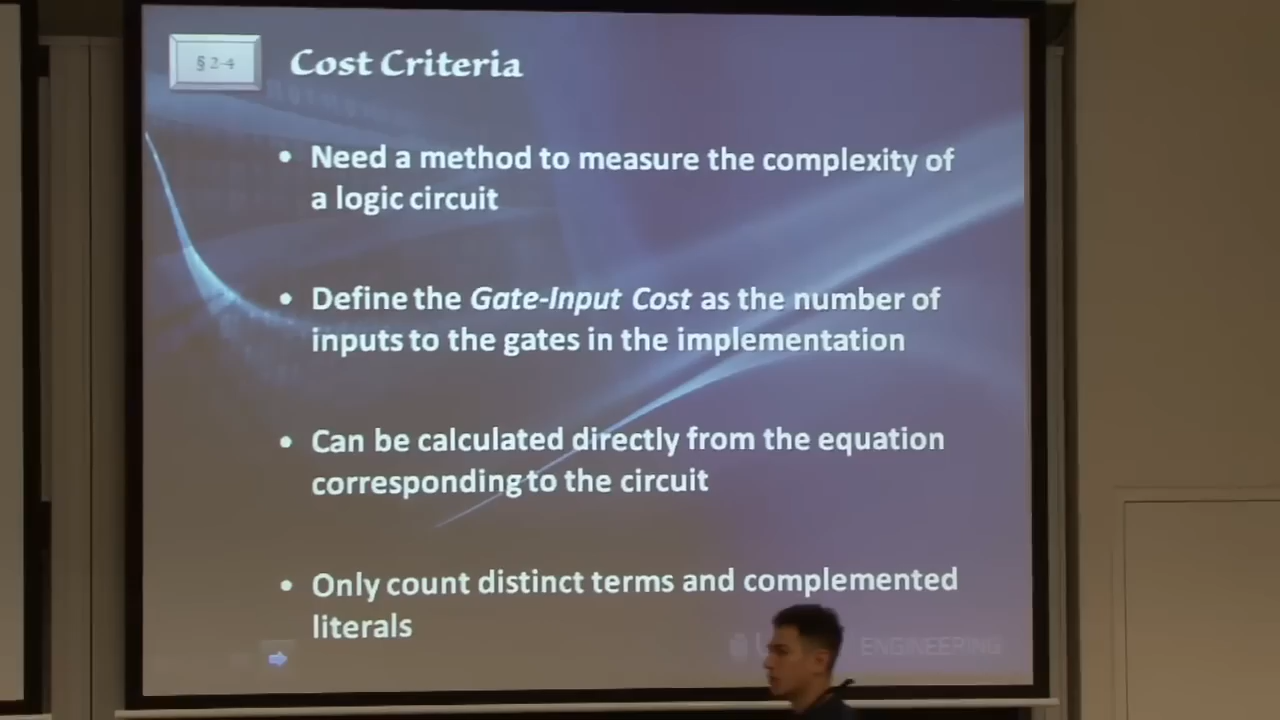 § 2-4
Cost Criteria
• Need a method to measure the complexity of
a logic circuit
• Define the Gate-Input Cost as the number of
inputs to the gates in the implementation
• Can be calculated directly from the equation
corresponding to the circuit
• Only count distinct terms and complemented
literals
ENGINEERING